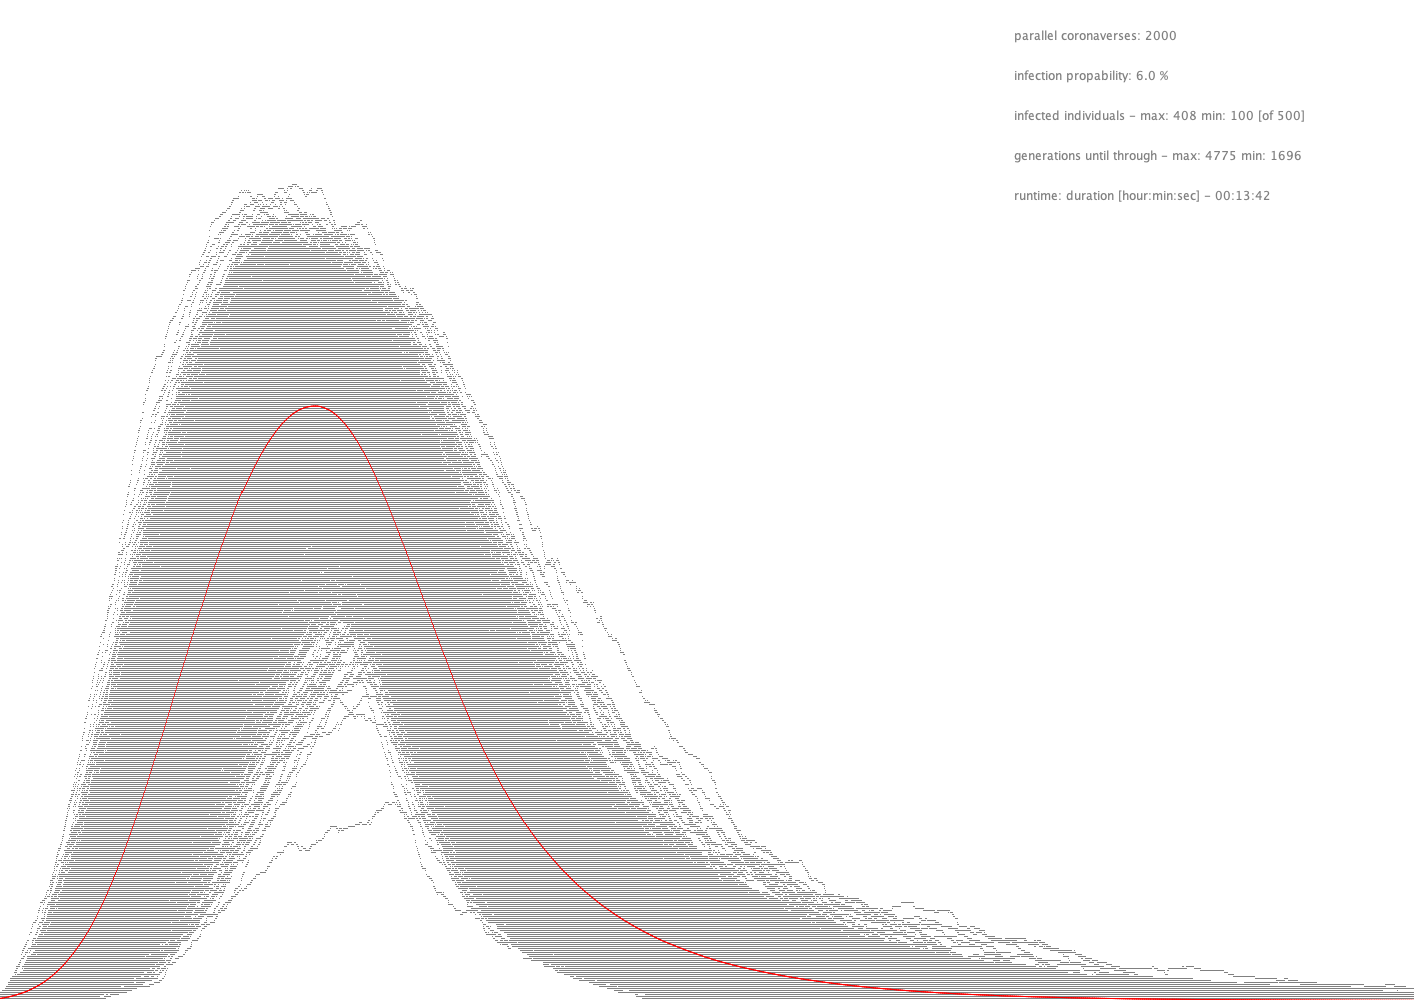 parallel coronaverses: 2000
infection propability: 6.0 %
infected individuals - max: 408 min: 100 [of 500]
generations until through - max: 4775 min: 1696
runtime: duration [hour:min:sec] - 00:13:42